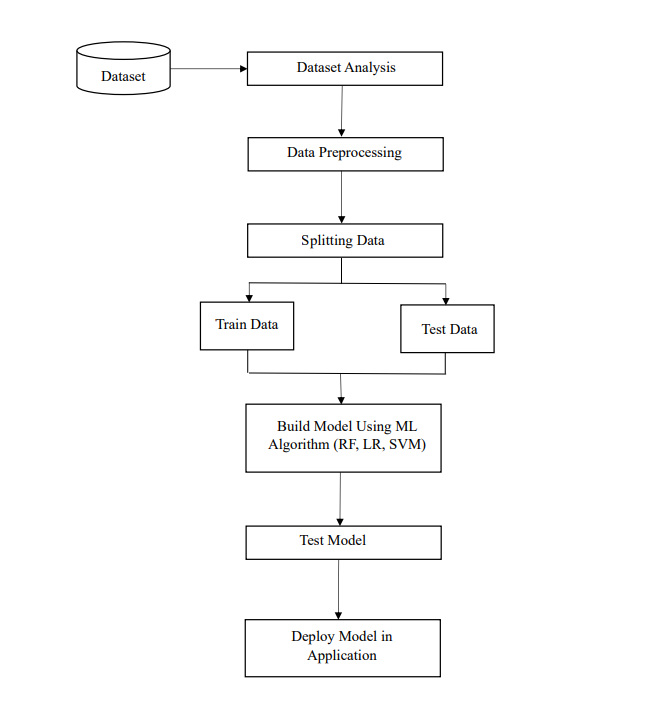 Dataset
Dataset Analysis
Data Preprocessing
Splitting Data
Train Data
Test Data
Build Model Using ML
Algorithm (RF, LR, SVM)
Test Model
Deploy Model in
Application